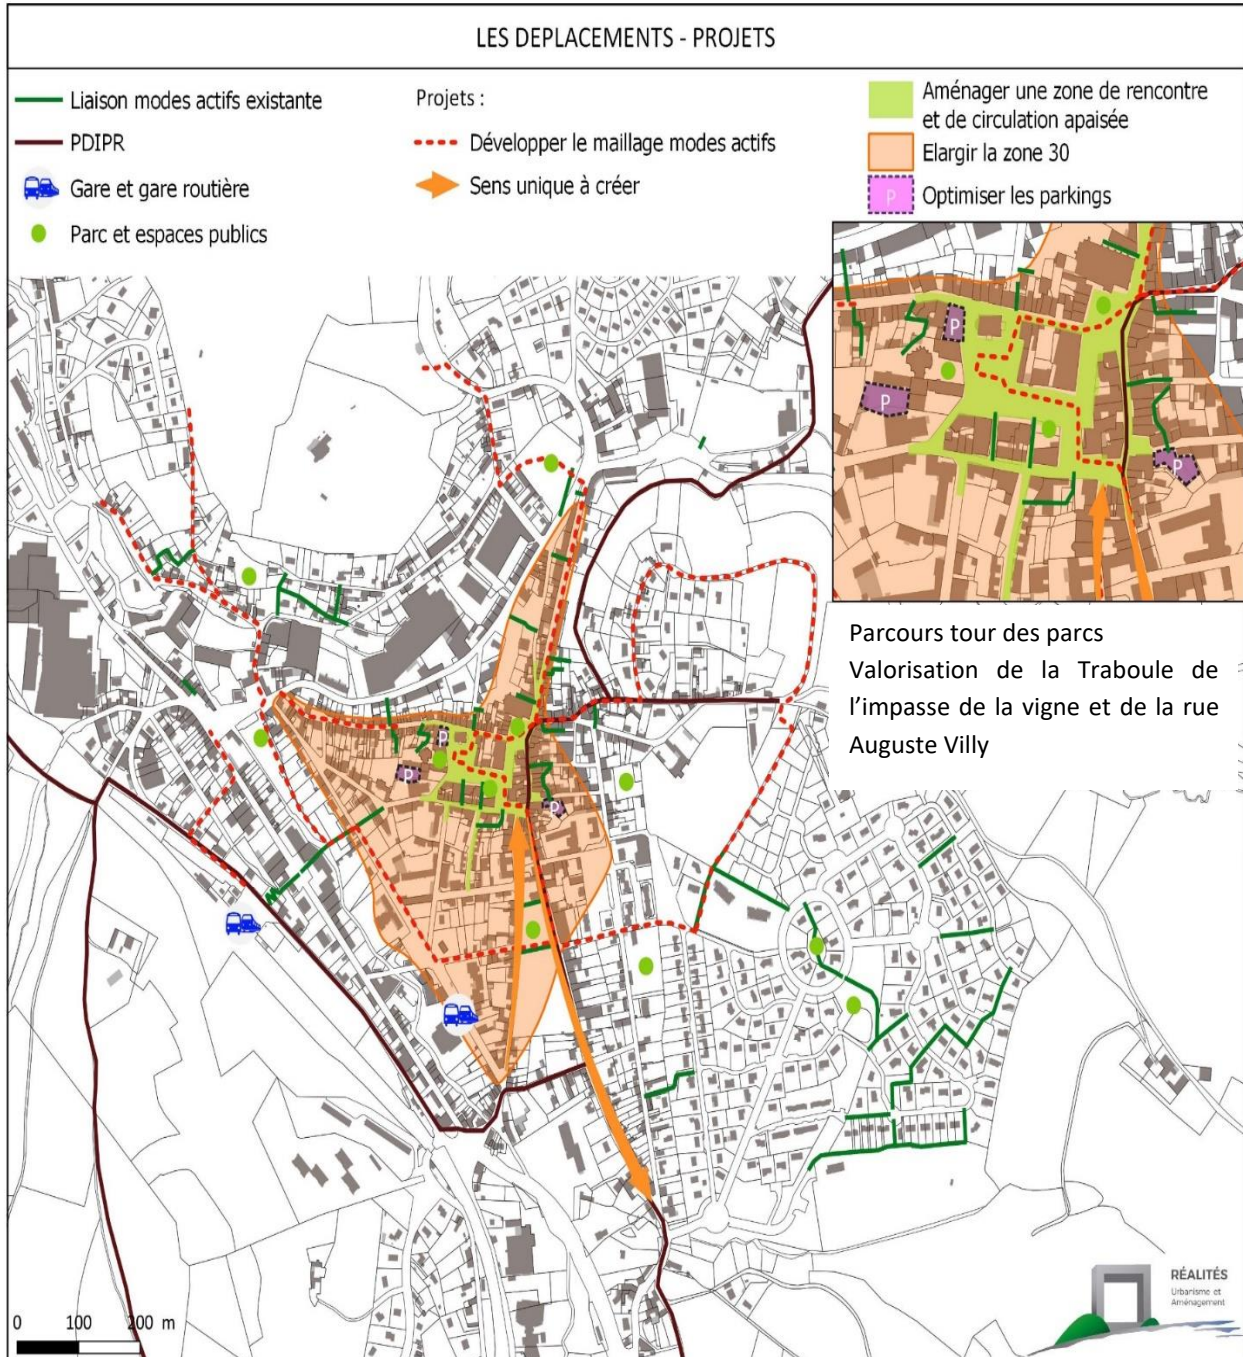 LES DEPLACEMENTS - PROJETS
Liaison modes actifs existante
PDIPR
Gare et gare routière
Parc et espaces publics
Projets :
Développer le maillage modes actifs
Sens unique à créer
Aménager une zone de rencontre
et de circulation apaisée
Elargir la zone 30
P
Optimiser les parkings
P
P
P
Parcours tour des parcs
Valorisation de la Traboule de
l’impasse de la vigne et de la rue
Auguste Villy
P
P
P
0 100 200 m
RÉALITÉS
Urbanisme et
Aménagement